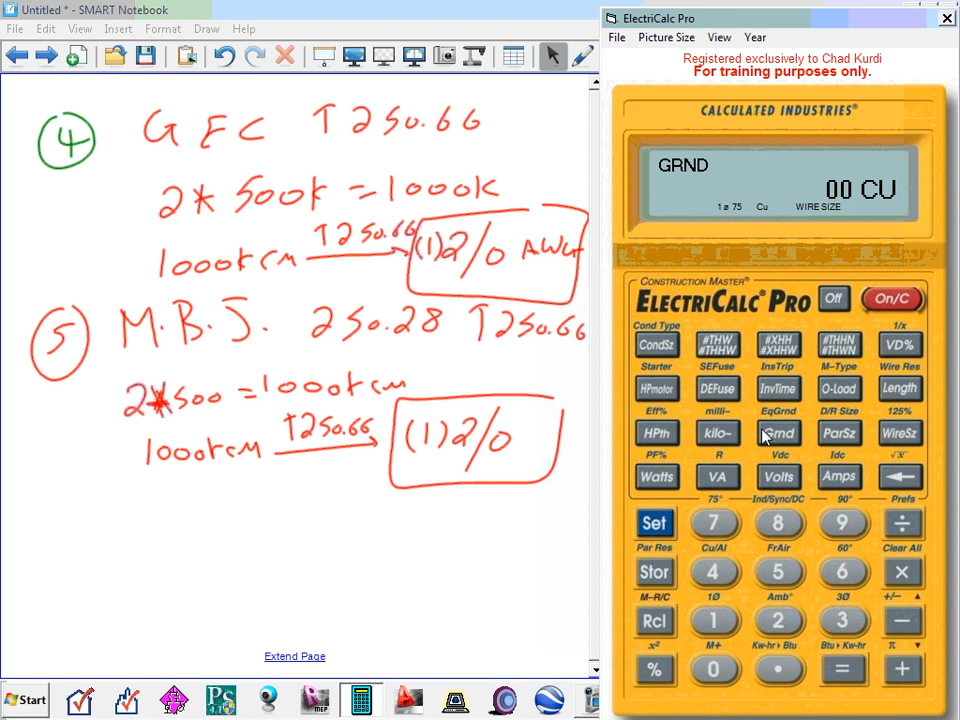 Untitled * - SMART Notebook
File Edit View Insert Format Draw Help
4 GEC T250.66
2* 500K = 1000K
1000kcm T250.66 (1)2/0 AWG
5 M.B.J. 250.28 T250.66
2*500 = 1000kcm
1000kcm T250.66 (1)2/0
Extend Page
Start
ElectriCalc Pro
File Picture Size View Year
Registered exclusively to Chad Kurdi
For training purposes only.
CALCULATED INDUSTRIES®
GRND
00 CU
1ø 75 Cu WIRE SIZE
CONSTRUCTION MASTER®
ELECTRICALC® PRO Off On/C
Cond Type 1/x
CondSz #THW #THHW #XHH #XHHW #THHN #THWN VD%
Starter SEFuse InsTrip M-Type Wire Res
HPmotor DEFuse InvTime O-Load Length
Eff% milli- EqGrnd D/R Size 125%
HPth kilo- Grnd ParSz WireSz
PF% R Vdc Idc √x
Watts VA Volts Amps
75° Ind/Sync/DC 90° Prefs
Set 7 8 9 ÷
Par Res Cu/Al FrAir 60° Clear All
Stor 4 5 6 ×
M-R/C 1Ø Amb° 3Ø +/−
Rcl 1 2 3 −
x² M+ Kw-hr▸Btu Btu▸Kw-hr π
% 0 • = +